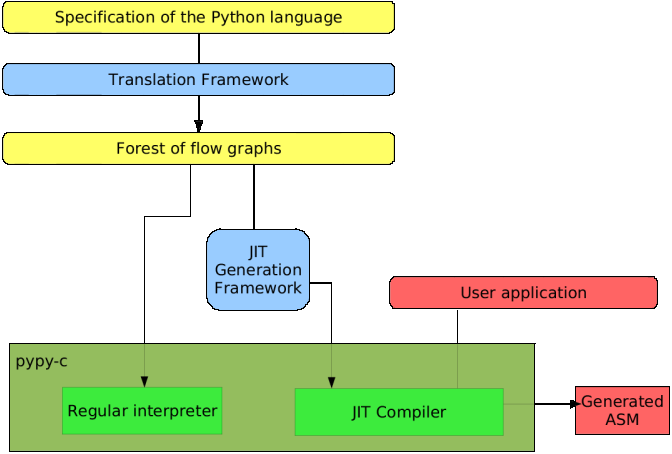 Specification of the Python language
Translation Framework
Forest of flow graphs
JIT
Generation
Framework
User application
pypy-c
Regular interpreter
JIT Compiler
Generated
ASM